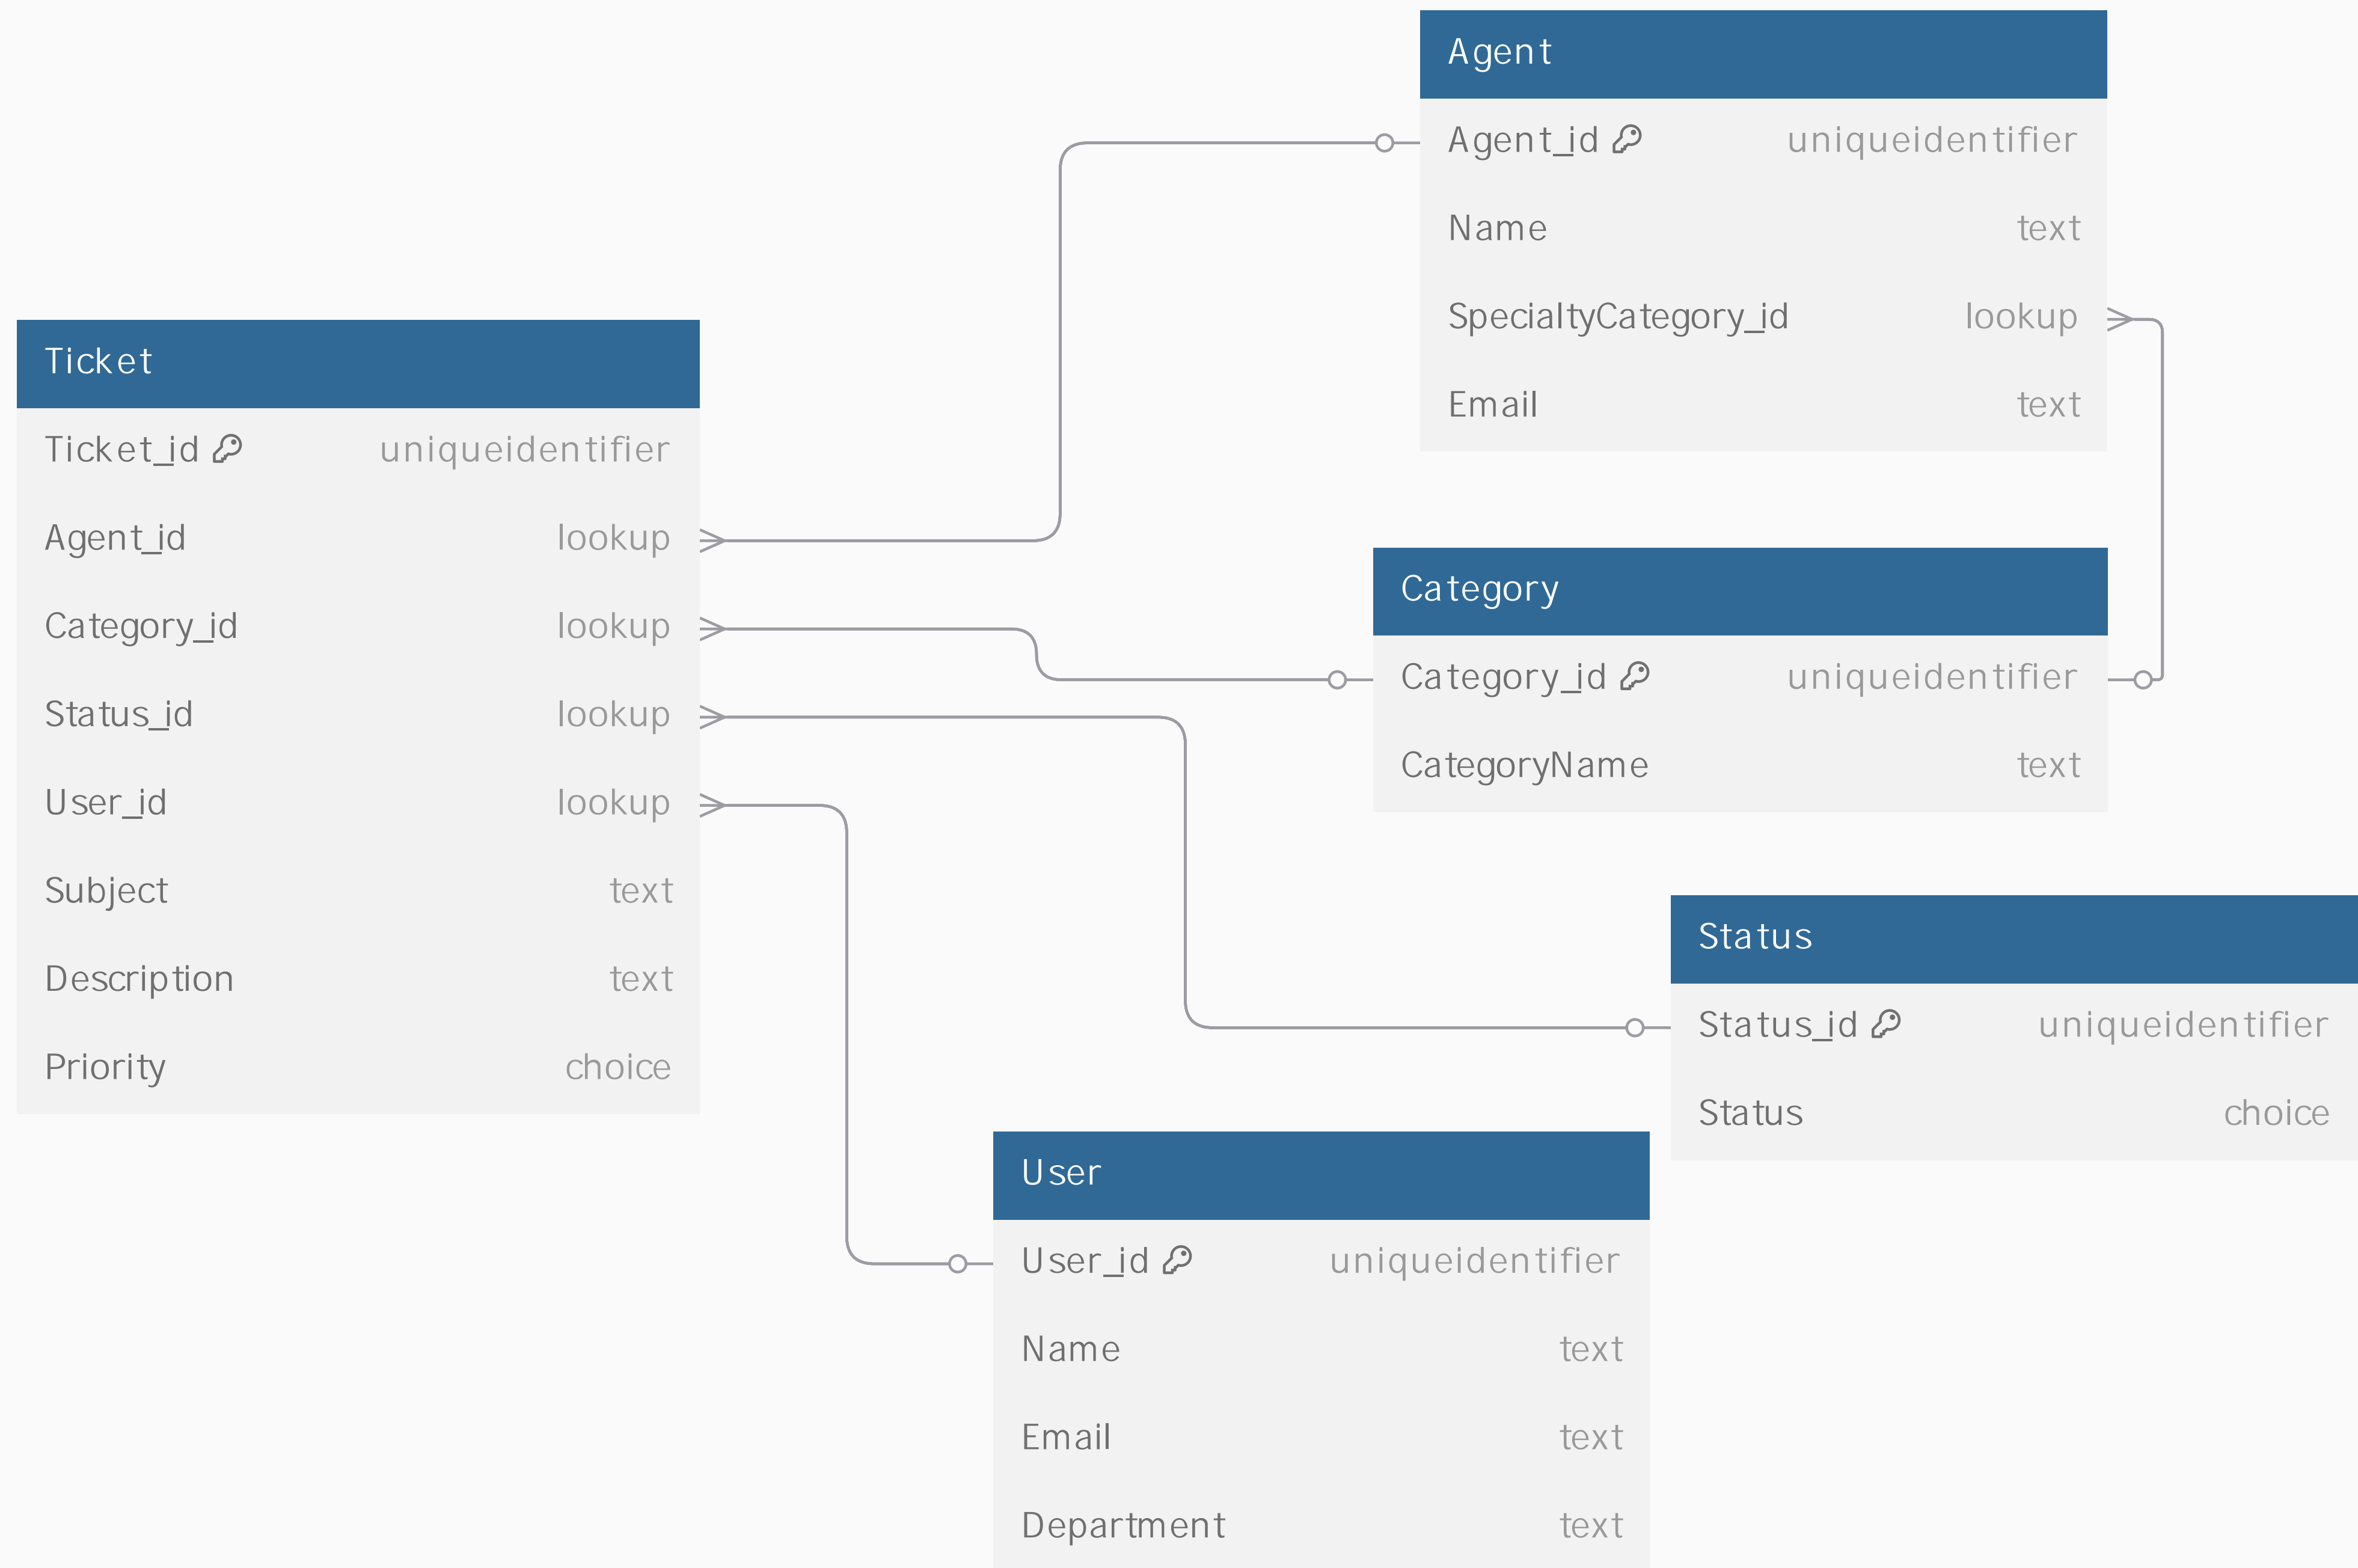 Agent
Agent_id uniqueidentifier
Name text
SpecialtyCategory_id lookup
Email text
Ticket
Ticket_id uniqueidentifier
Agent_id lookup
Category_id lookup
Status_id lookup
User_id lookup
Subject text
Description text
Priority choice
Category
Category_id uniqueidentifier
CategoryName text
Status
Status_id uniqueidentifier
Status choice
User
User_id uniqueidentifier
Name text
Email text
Department text